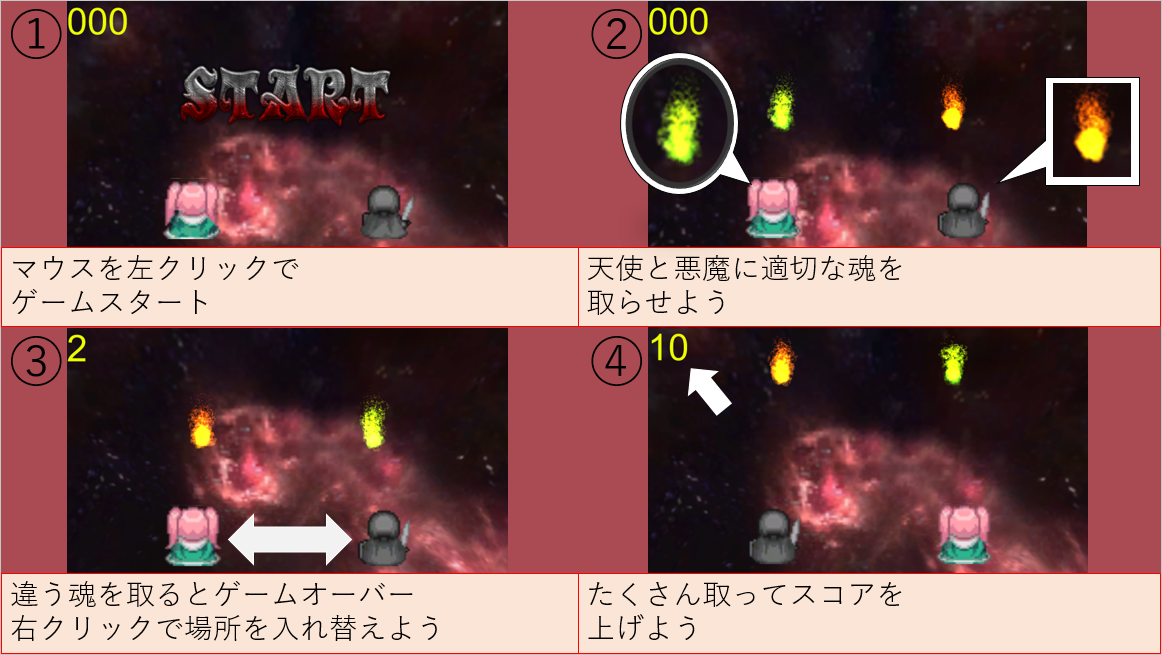 ①
000
START
マウスを左クリックで
ゲームスタート
②
000
天使と悪魔に適切な魂を
取らせよう
③
2
違う魂を取るとゲームオーバー
右クリックで場所を入れ替えよう
④
10
たくさん取ってスコアを
上げよう